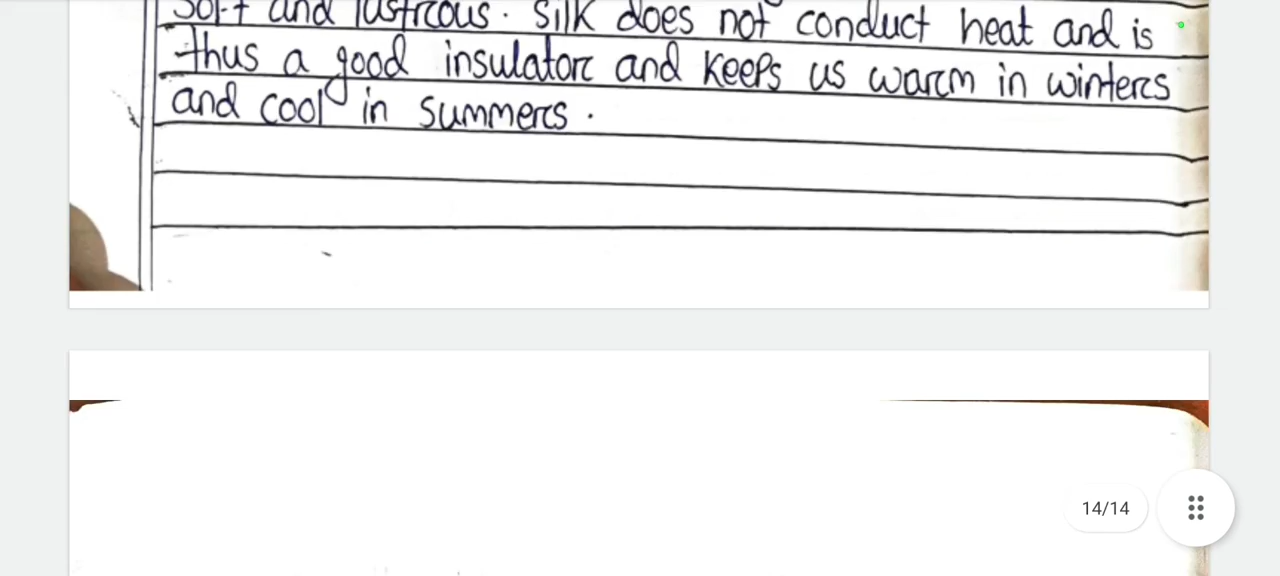 Soft and lustrous. Silk does not conduct heat and is
thus a good insulator and keeps us warm in winters
and cool in summers.
14/14